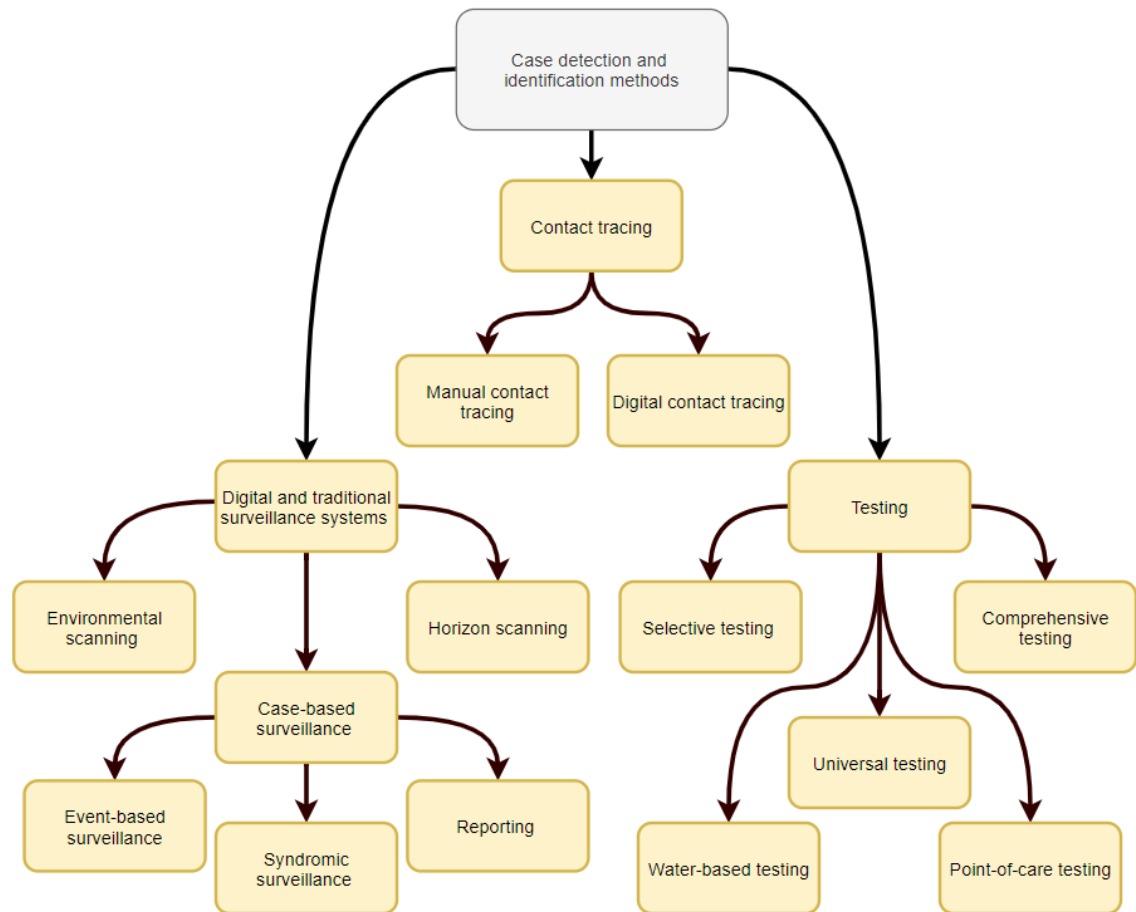 Case detection and
identification methods
Contact tracing
Manual contact
tracing
Digital contact tracing
Digital and traditional
surveillance systems
Testing
Environmental
scanning
Horizon scanning
Selective testing
Comprehensive
testing
Case-based
surveillance
Universal testing
Event-based
surveillance
Syndromic
surveillance
Reporting
Water-based testing
Point-of-care testing